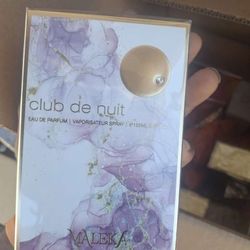 club de nuit
EAU DE PARFUM | VAPORISATEUR SPRAY
MALEKA